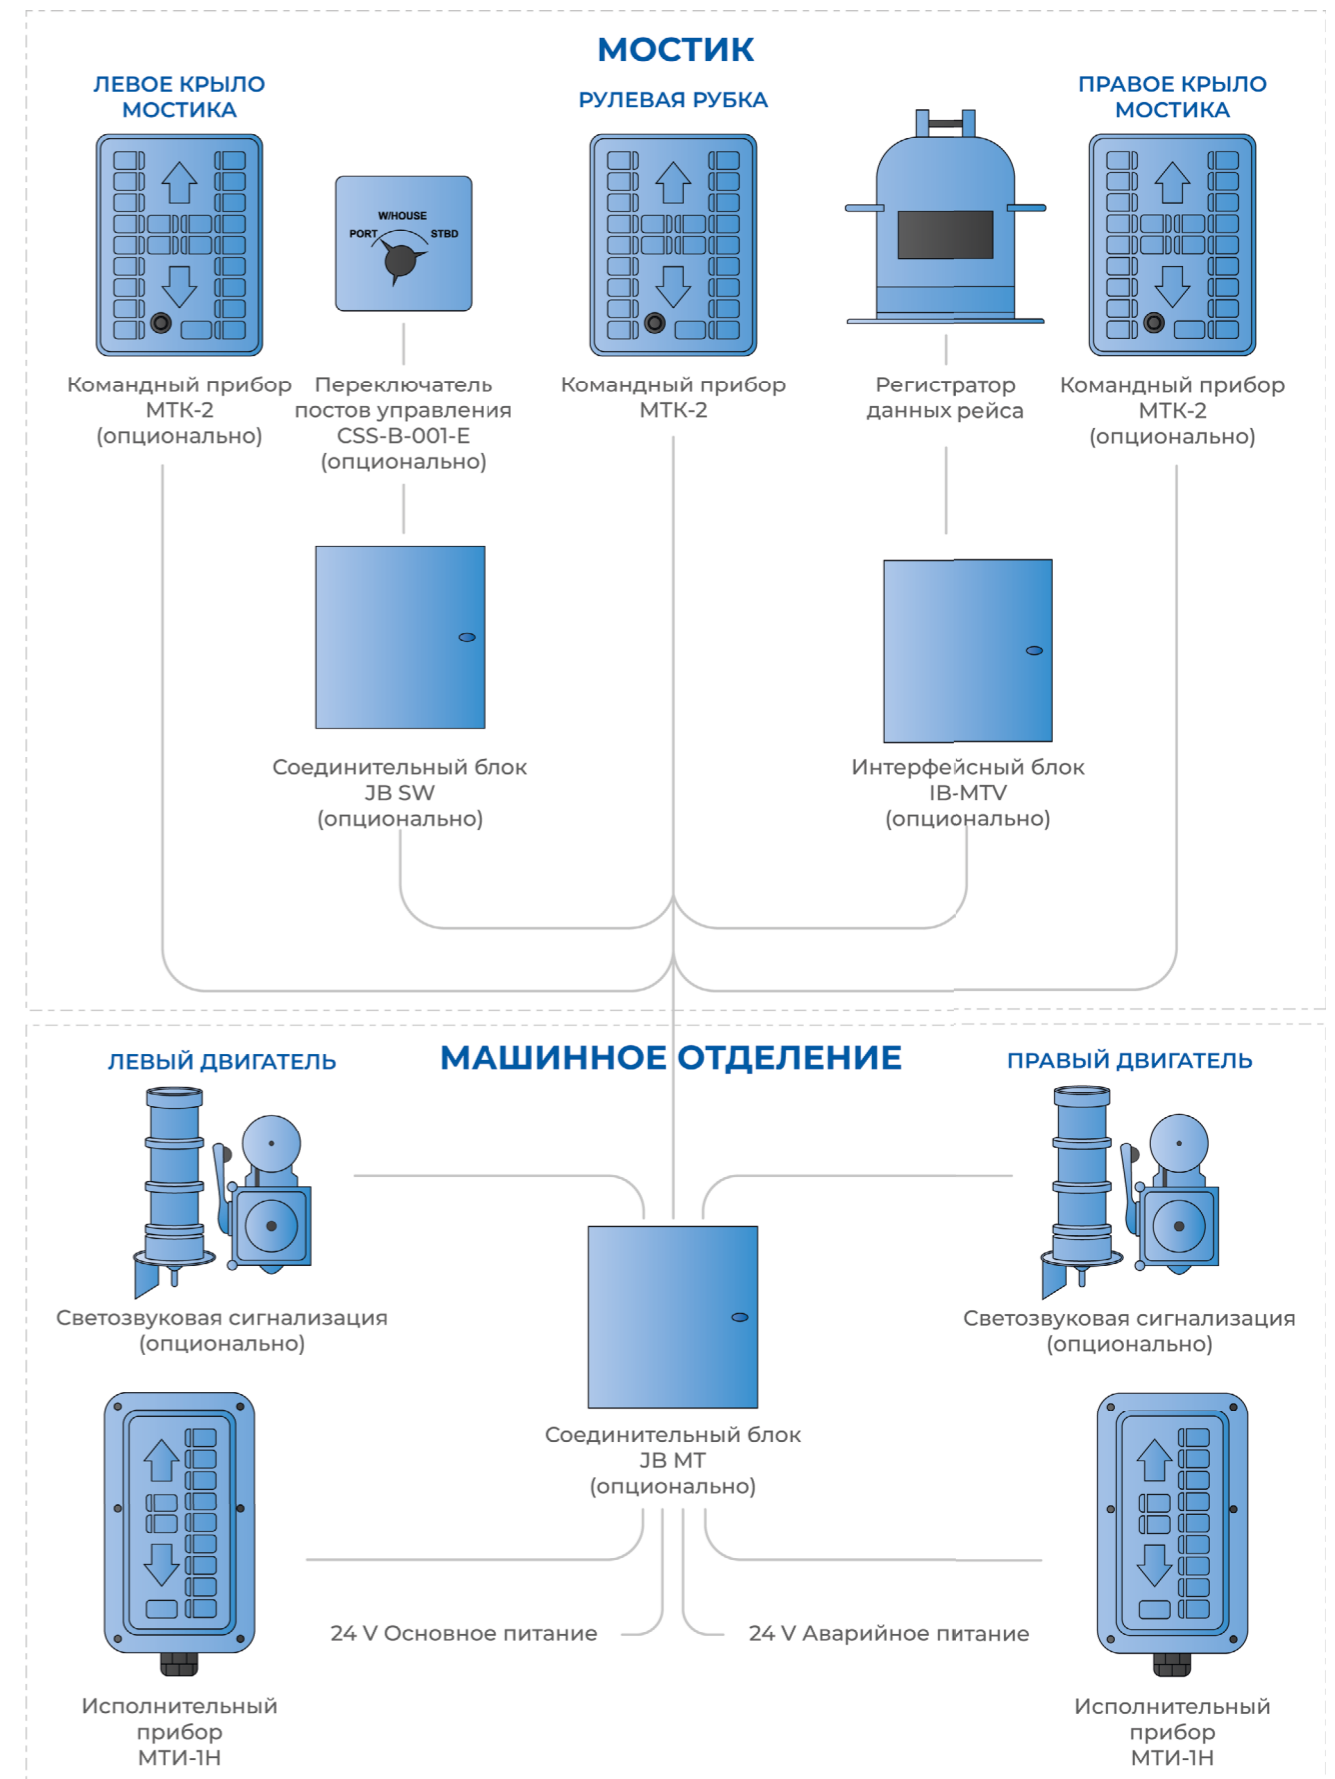 МОСТИК
ЛЕВОЕ КРЫЛО
МОСТИКА
РУЛЕВАЯ РУБКА
ПРАВОЕ КРЫЛО
МОСТИКА
W/HOUSE
PORT
STBD
Командный прибор
МТК-2
(опционально)
Переключатель
постов управления
CSS-B-001-E
(опционально)
Командный прибор
МТК-2
Регистратор
данных рейса
Командный прибор
МТК-2
(опционально)
Соединительный блок
JB SW
(опционально)
Интерфейсный блок
IB-MTV
(опционально)
МАШИННОЕ ОТДЕЛЕНИЕ
ЛЕВЫЙ ДВИГАТЕЛЬ
ПРАВЫЙ ДВИГАТЕЛЬ
Светозвуковая сигнализация
(опционально)
Светозвуковая сигнализация
(опционально)
Соединительный блок
JB MT
(опционально)
24 V Основное питание
24 V Аварийное питание
Исполнительный
прибор
МТИ-1Н
Исполнительный
прибор
МТИ-1Н